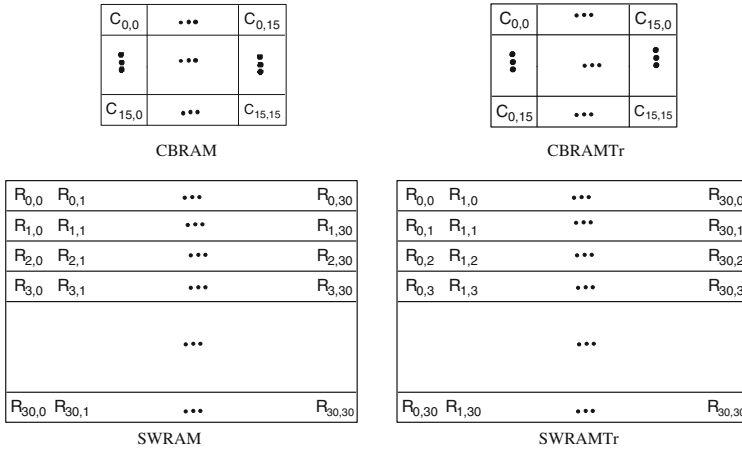 C0,0 ... C0,15 C0,0 ... C15,0
... ...
C15,0 ... C15,15 C0,15 ... C15,15
CBRAM CBRAMTr
R0,0 R0,1 ... R0,30 R0,0 R1,0 ... R30,0
R1,0 R1,1 ... R1,30 R0,1 R1,1 ... R30,1
R2,0 R2,1 ... R2,30 R0,2 R1,2 ... R30,2
R3,0 R3,1 ... R3,30 R0,3 R1,3 ... R30,3
... ...
R30,0 R30,1 ... R30,30 R0,30 R1,30 ... R30,30
SWRAM SWRAMTr